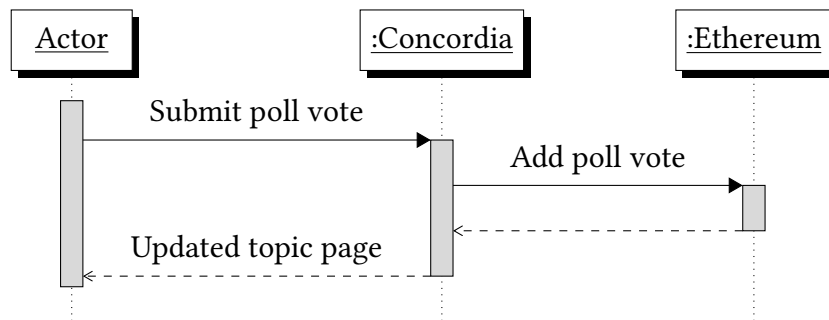 Actor
:Concordia
:Ethereum
Submit poll vote
Add poll vote
Updated topic page